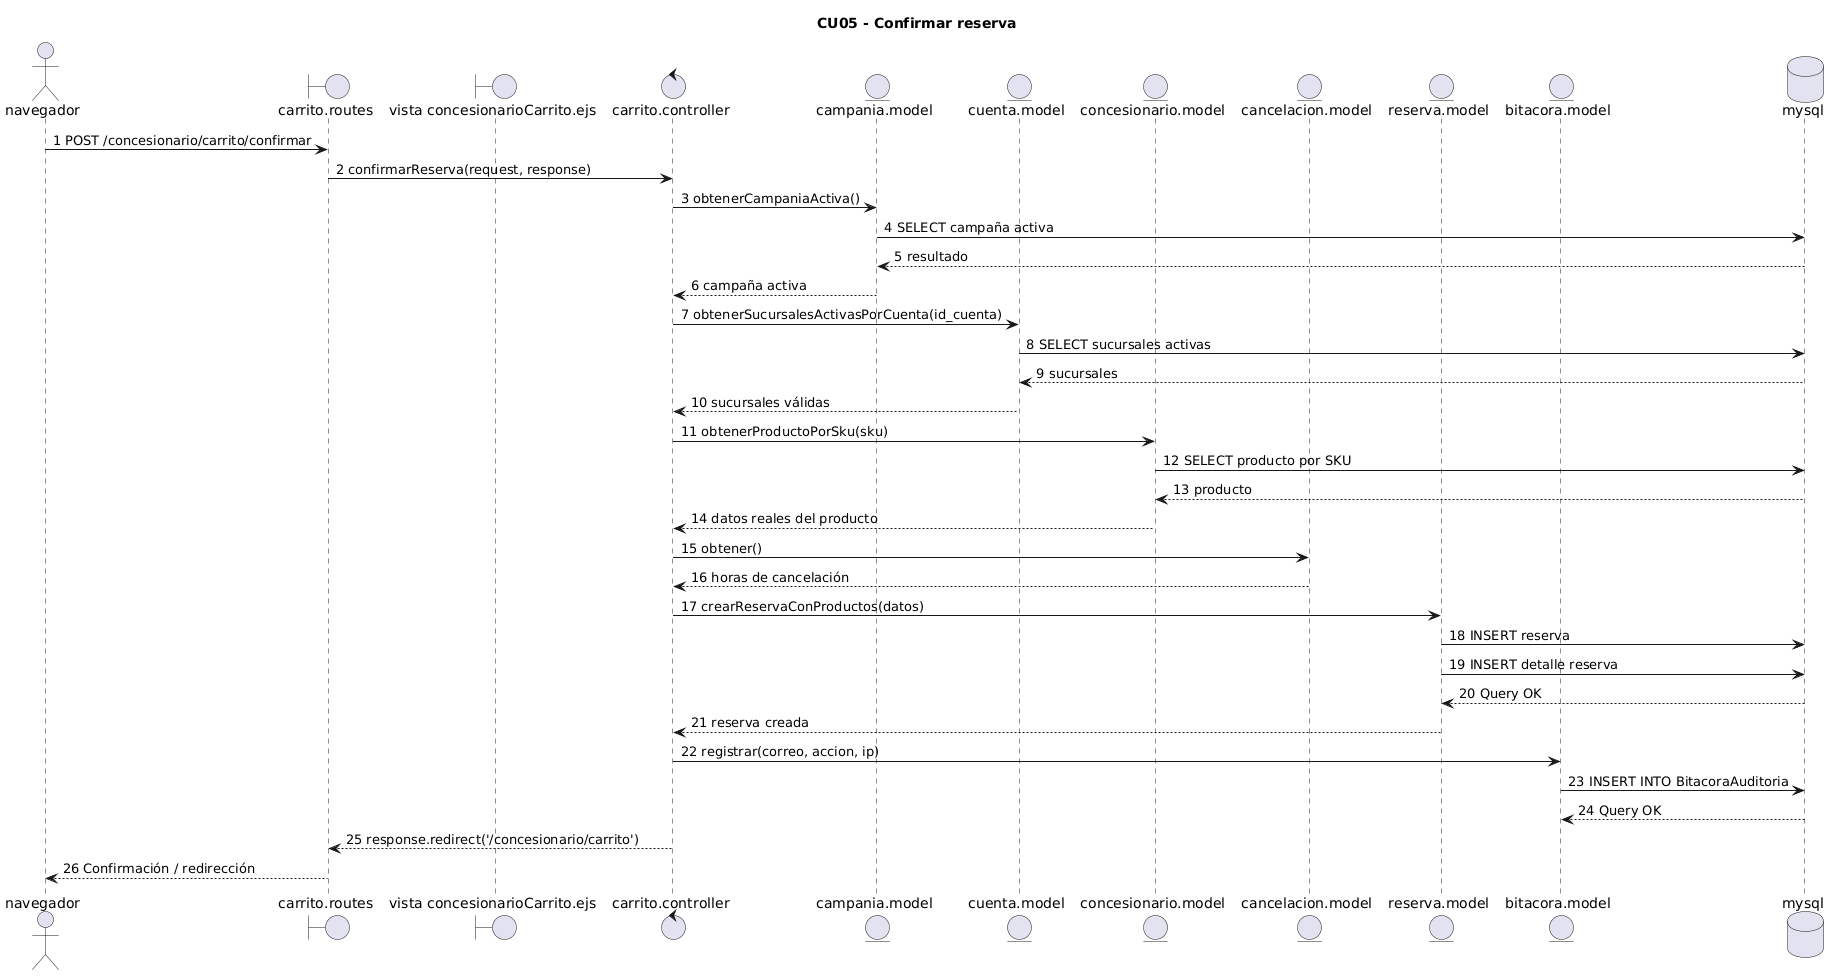 CU05 - Confirmar reserva
navegador
carrito.routes
vista concesionarioCarrito.ejs
carrito.controller
campania.model
cuenta.model
concesionario.model
cancelacion.model
reserva.model
bitacora.model
mysql
1 POST /concesionario/carrito/confirmar
2 confirmarReserva(request, response)
3 obtenerCampaniaActiva()
4 SELECT campaña activa
5 resultado
6 campaña activa
7 obtenerSucursalesActivasPorCuenta(id_cuenta)
8 SELECT sucursales activas
9 sucursales
10 sucursales válidas
11 obtenerProductoPorSku(sku)
12 SELECT producto por SKU
13 producto
14 datos reales del producto
15 obtener()
16 horas de cancelación
17 crearReservaConProductos(datos)
18 INSERT reserva
19 INSERT detalle reserva
20 Query OK
21 reserva creada
22 registrar(correo, accion, ip)
23 INSERT INTO BitacoraAuditoria
24 Query OK
25 response.redirect('/concesionario/carrito')
26 Confirmación / redirección
navegador
carrito.routes
vista concesionarioCarrito.ejs
carrito.controller
campania.model
cuenta.model
concesionario.model
cancelacion.model
reserva.model
bitacora.model
mysql